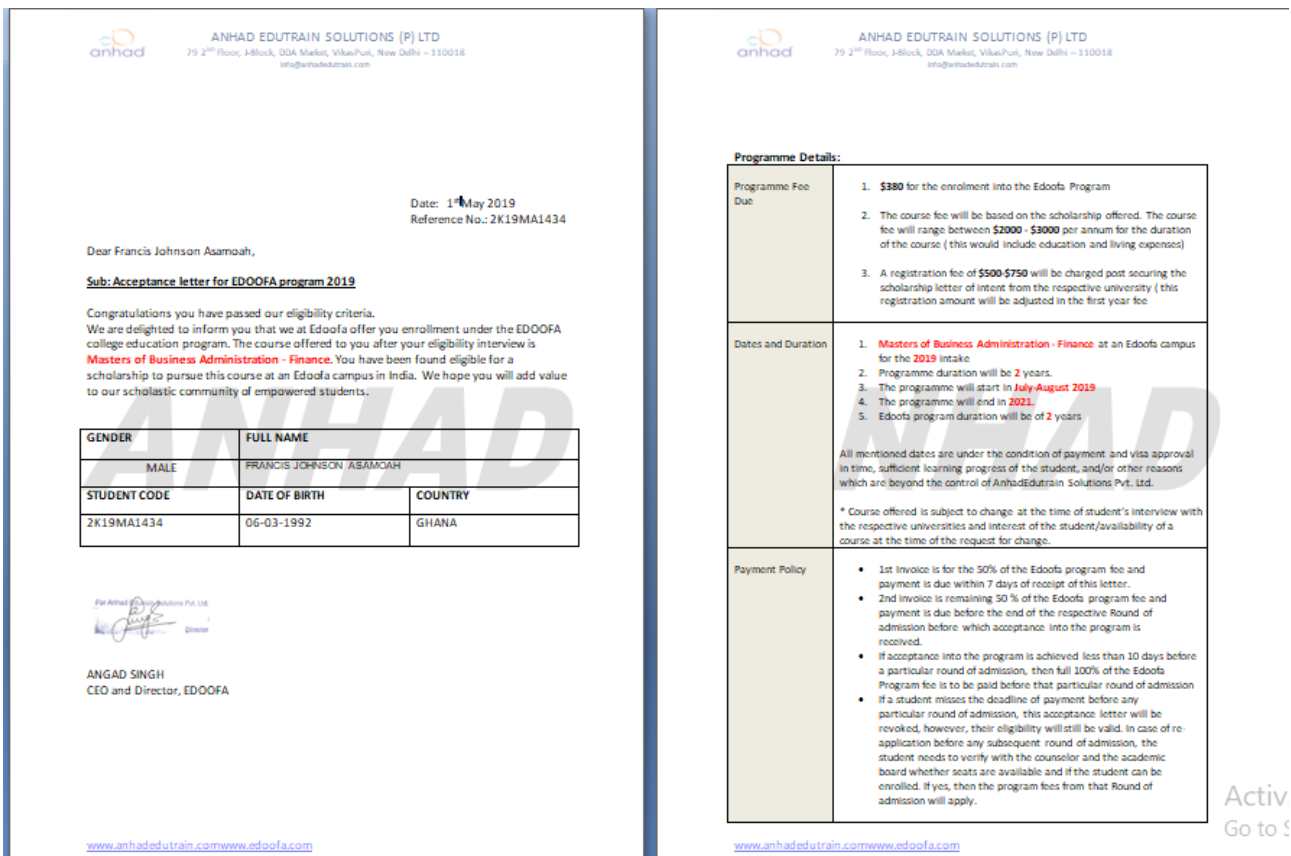 anhad
ANHAD EDUTRAIN SOLUTIONS (P) LTD
79 2ND Floor, J-Block, DDA Market, VikasPuri, New Delhi – 110018
info@anhadedutrain.com
Date: 1st May 2019
Reference No.: 2K19MA1434
Dear Francis Johnson Asamoah,
Sub: Acceptance letter for EDOOFA program 2019
Congratulations you have passed our eligibility criteria.
We are delighted to inform you that we at Edoofa offer you enrollment under the EDOOFA
college education program. The course offered to you after your eligibility interview is
Masters of Business Administration - Finance. You have been found eligible for a
scholarship to pursue this course at an Edoofa campus in India. We hope you will add value
to our scholastic community of empowered students.
ANHAD
GENDER FULL NAME
MALE FRANCIS JOHNSON ASAMOAH
STUDENT CODE DATE OF BIRTH COUNTRY
2K19MA1434 06-03-1992 GHANA
For Anhad Edutrain Solutions Pvt. Ltd.
Director
ANGAD SINGH
CEO and Director, EDOOFA
www.anhadedutrain.comwww.edoofa.com
anhad
ANHAD EDUTRAIN SOLUTIONS (P) LTD
79 2ND Floor, J-Block, DDA Market, VikasPuri, New Delhi – 110018
info@anhadedutrain.com
Programme Details:
Programme Fee
Due
1. $380 for the enrolment into the Edoofa Program
2. The course fee will be based on the scholarship offered. The course
fee will range between $2000 - $3000 per annum for the duration
of the course ( this would include education and living expenses)
3. A registration fee of $500-$750 will be charged post securing the
scholarship letter of intent from the respective university ( this
registration amount will be adjusted in the first year fee
Dates and Duration
1. Masters of Business Administration - Finance at an Edoofa campus
for the 2019 intake
2. Programme duration will be 2 years.
3. The programme will start in July-August 2019
4. The programme will end in 2021.
5. Edoofa program duration will be of 2 years
ANHAD
All mentioned dates are under the condition of payment and visa approval
in time, sufficient learning progress of the student, and/or other reasons
which are beyond the control of AnhadEdutrain Solutions Pvt. Ltd.
* Course offered is subject to change at the time of student's interview with
the respective universities and interest of the student/availability of a
course at the time of the request for change.
Payment Policy
• 1st Invoice is for the 50% of the Edoofa program fee and
payment is due within 7 days of receipt of this letter.
• 2nd Invoice is remaining 50 % of the Edoofa program fee and
payment is due before the end of the respective Round of
admission before which acceptance into the program is
received.
• If acceptance into the program is achieved less than 10 days before
a particular round of admission, then full 100% of the Edoofa
Program fee is to be paid before that particular round of admission
• If a student misses the deadline of payment before any
particular round of admission, this acceptance letter will be
revoked, however, their eligibility will still be valid. In case of re-
application before any subsequent round of admission, the
student needs to verify with the counselor and the academic
board whether seats are available and if the student can be
enrolled. If yes, then the program fees from that Round of
admission will apply.
www.anhadedutrain.comwww.edoofa.com
Activ
Go to S